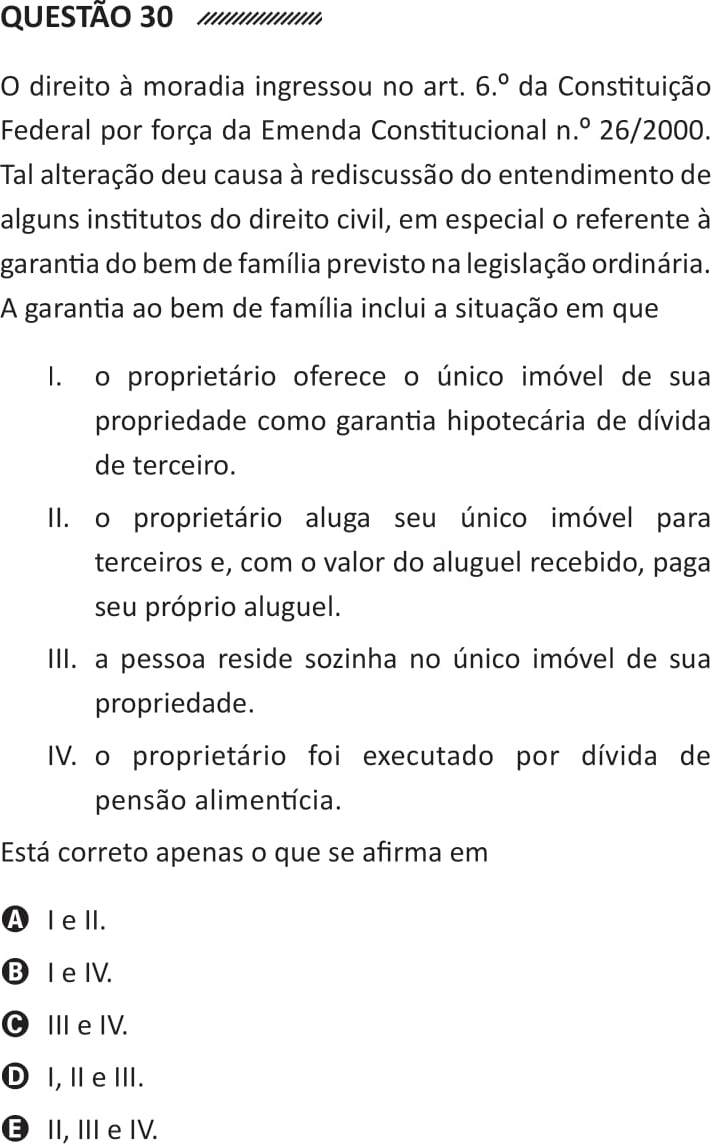 QUESTÃO 30
O direito à moradia ingressou no art. 6.º da Constituição
Federal por força da Emenda Constitucional n.º 26/2000.
Tal alteração deu causa à rediscussão do entendimento de
alguns institutos do direito civil, em especial o referente à
garantia do bem de família previsto na legislação ordinária.
A garantia ao bem de família inclui a situação em que
I. o proprietário oferece o único imóvel de sua
propriedade como garantia hipotecária de dívida
de terceiro.
II. o proprietário aluga seu único imóvel para
terceiros e, com o valor do aluguel recebido, paga
seu próprio aluguel.
III. a pessoa reside sozinha no único imóvel de sua
propriedade.
IV. o proprietário foi executado por dívida de
pensão alimentícia.
Está correto apenas o que se afirma em
A I e II.
B I e IV.
C III e IV.
D I, II e III.
E II, III e IV.